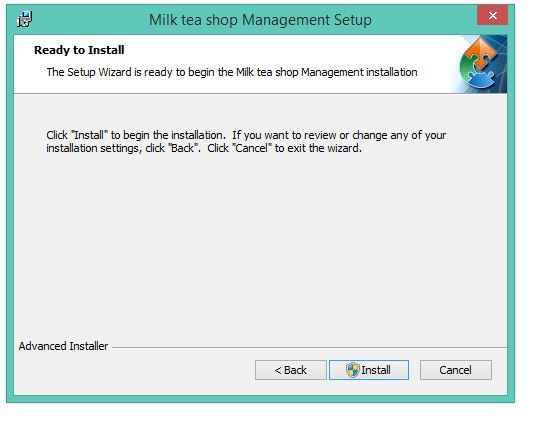 Milk tea shop Management Setup
Ready to Install
The Setup Wizard is ready to begin the Milk tea shop Management installation
Click "Install" to begin the installation.  If you want to review or change any of your
installation settings, click "Back".  Click "Cancel" to exit the wizard.
Advanced Installer
< Back
Install
Cancel